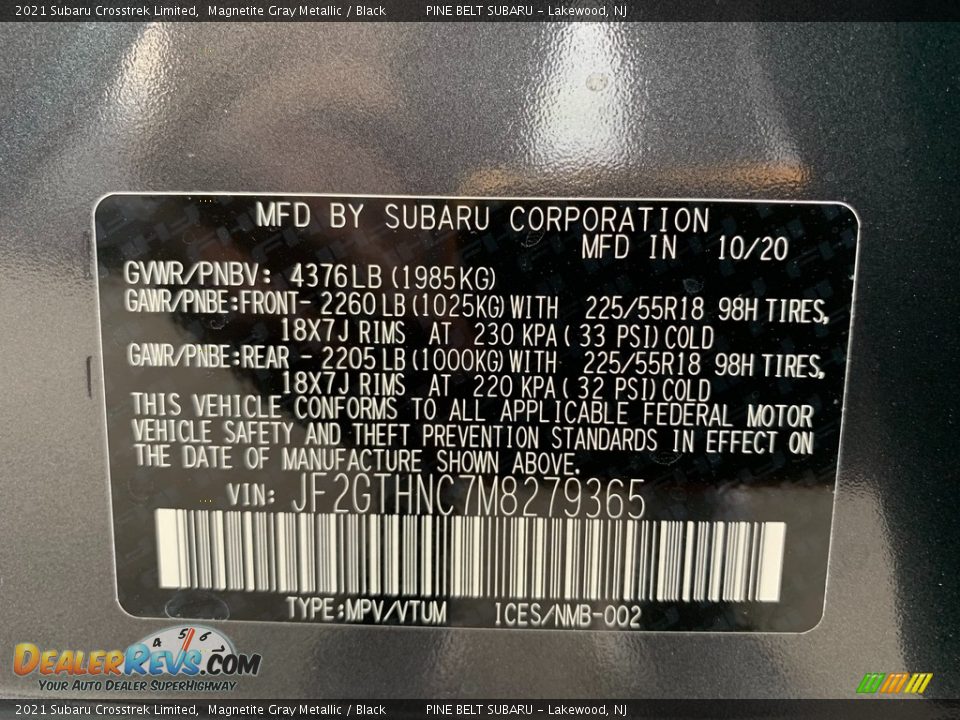 2021 Subaru Crosstrek Limited,  Magnetite Gray Metallic / Black        PINE BELT SUBARU - Lakewood, NJ
MFD BY SUBARU CORPORATION
MFD IN 10/20
GVWR/PNBV: 4376LB (1985KG)
GAWR/PNBE:FRONT- 2260 LB (1025KG) WITH 225/55R18 98H TIRES,
18X7J RIMS AT 230 KPA ( 33 PSI) COLD
GAWR/PNBE:REAR - 2205 LB (1000KG) WITH 225/55R18 98H TIRES,
18X7J RIMS AT 220 KPA ( 32 PSI) COLD
THIS VEHICLE CONFORMS TO ALL APPLICABLE FEDERAL MOTOR
VEHICLE SAFETY AND THEFT PREVENTION STANDARDS IN EFFECT ON
THE DATE OF MANUFACTURE SHOWN ABOVE.
VIN: JF2GTHNC7M8279365
TYPE:MPV/VTUM ICES/NMB-002
4 5 6
DEALERREVS.COM
YOUR AUTO DEALER SUPERHIGHWAY
2021 Subaru Crosstrek Limited,  Magnetite Gray Metallic / Black        PINE BELT SUBARU - Lakewood, NJ